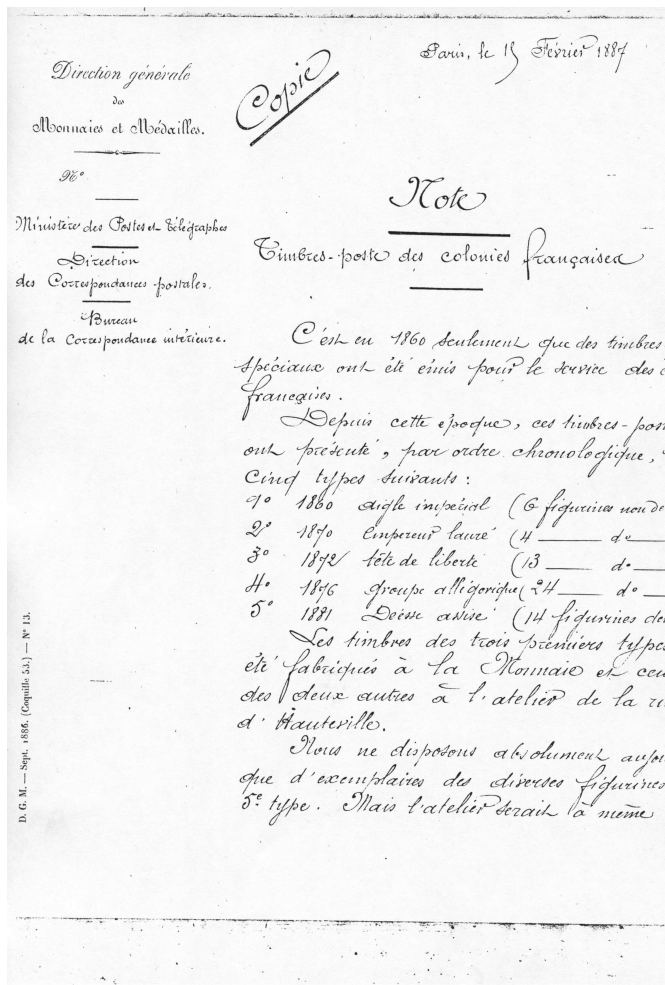 Paris, le 15 Février 1887
Direction générale
des
Monnaies et Médailles.
Copie
N°
Note
Ministère des Postes et Télégraphes
Timbres-poste des colonies françaises
Direction
des Correspondances postales.
Bureau
de la Correspondance intérieure.
C'est en 1860 seulement que des timbres
spéciaux ont été émis pour le service des
françaises.
Depuis cette époque, ces timbres-pos
ont présenté, par ordre chronologique,
cinq types suivants :
1° 1860 aigle impérial (6 figurines non de
2° 1870 Empereur lauré (4 —— d°——
3° 1872 tête de liberté (13 —— d°——
4° 1876 groupe allégorique (24 —— d°——
5° 1881 Déesse assise (14 figurines de
Les timbres des trois premiers types
été fabriqués à la Monnaie et ceu
des deux autres à l'atelier de la ru
d'Hauteville.
Nous ne disposons absolument aujou
que d'exemplaires des diverses figurines
5e type. Mais l'atelier serait à même
D. G. M. — Sept. 1886. (Coquille 53.) — N° 13.